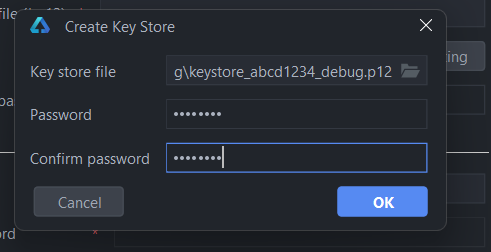 Create Key Store
Key store file
g\keystore_abcd1234_debug.p12
Password
••••••••
Confirm password
••••••••
Cancel
OK